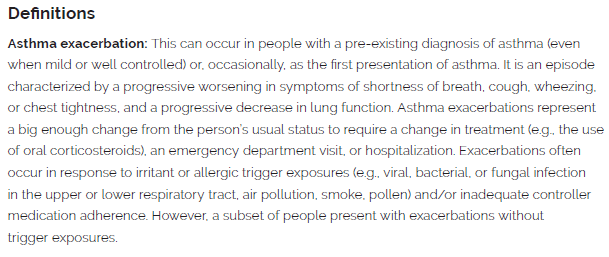 Definitions
Asthma exacerbation: This can occur in people with a pre-existing diagnosis of asthma (even
when mild or well controlled) or, occasionally, as the first presentation of asthma. It is an episode
characterized by a progressive worsening in symptoms of shortness of breath, cough, wheezing,
or chest tightness, and a progressive decrease in lung function. Asthma exacerbations represent
a big enough change from the person's usual status to require a change in treatment (e.g., the use
of oral corticosteroids), an emergency department visit, or hospitalization. Exacerbations often
occur in response to irritant or allergic trigger exposures (e.g., viral, bacterial, or fungal infection
in the upper or lower respiratory tract, air pollution, smoke, pollen) and/or inadequate controller
medication adherence. However, a subset of people present with exacerbations without
trigger exposures.